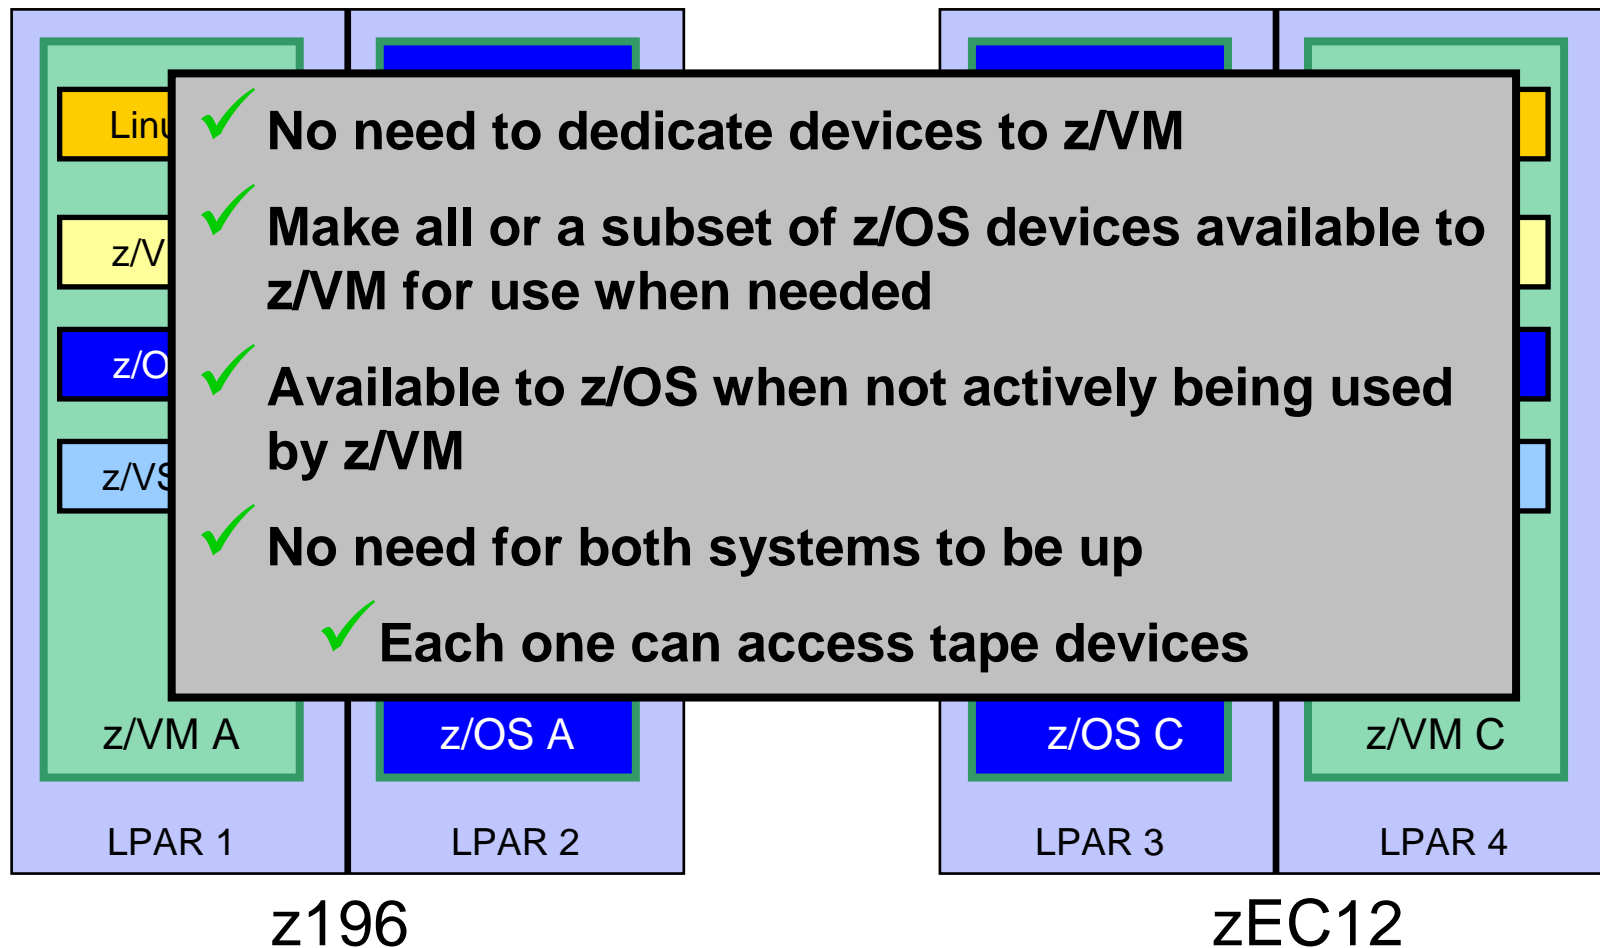 No need to dedicate devices to z/VM
Make all or a subset of z/OS devices available to
z/VM for use when needed
Available to z/OS when not actively being used
by z/VM
No need for both systems to be up
Each one can access tape devices
z/VM A
z/OS A
z/OS C
z/VM C
LPAR 1
LPAR 2
LPAR 3
LPAR 4
z196
zEC12